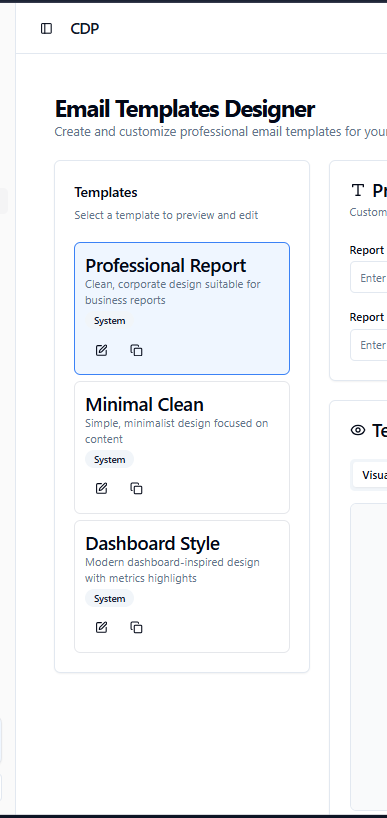 CDP
Email Templates Designer
Create and customize professional email templates for your
Templates
Select a template to preview and edit
Professional Report
Clean, corporate design suitable for
business reports
System
Minimal Clean
Simple, minimalist design focused on
content
System
Dashboard Style
Modern dashboard-inspired design
with metrics highlights
System
Pr
Custom
Report
Enter
Report
Enter
Te
Visua